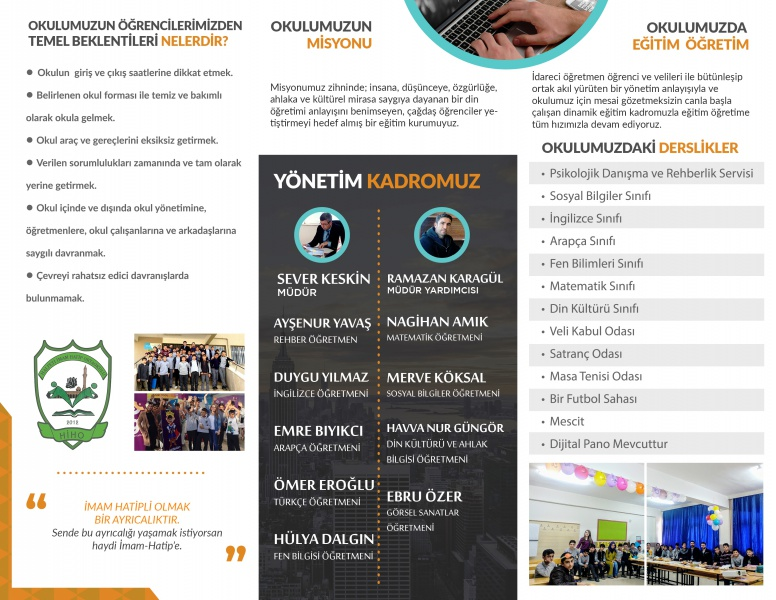 OKULUMUZUN ÖĞRENCİLERİMİZDEN
TEMEL BEKLENTİLERİ NELERDİR?
● Okulun giriş ve çıkış saatlerine dikkat etmek.
● Belirlenen okul forması ile temiz ve bakımlı
olarak okula gelmek.
● Okul araç ve gereçlerini eksiksiz getirmek.
● Verilen sorumlulukları zamanında ve tam olarak
yerine getirmek.
● Okul içinde ve dışında okul yönetimine,
öğretmenlere, okul çalışanlarına ve arkadaşlarına
saygılı davranmak.
● Çevreyi rahatsız edici davranışlarda
bulunmamak.
2012
HİHO
“
İMAM HATİPLİ OLMAK
BİR AYRICALIKTIR.
Sende bu ayrıcalığı yaşamak istiyorsan
haydi İmam-Hatip'e.
”
OKULUMUZUN
MİSYONU
Misyonumuz zihninde; insana, düşünceye, özgürlüğe,
ahlaka ve kültürel mirasa saygıya dayanan bir din
öğretimi anlayışını benimseyen, çağdaş öğrenciler ye-
tiştirmeyi hedef almış bir eğitim kurumuyuz.
YÖNETİM KADROMUZ
SEVER KESKİN
MÜDÜR
AYŞENUR YAVAŞ
REHBER ÖĞRETMEN
DUYGU YILMAZ
İNGİLİZCE ÖĞRETMENİ
EMRE BIYIKCI
ARAPÇA ÖĞRETMENİ
ÖMER EROĞLU
TÜRKÇE ÖĞRETMENİ
HÜLYA DALGIN
FEN BİLGİSİ ÖĞRETMENİ
RAMAZAN KARAGÜL
MÜDÜR YARDIMCISI
NAGİHAN AMIK
MATEMATİK ÖĞRETMENİ
MERVE KÖKSAL
SOSYAL BİLGİLER ÖĞRETMENİ
HAVVA NUR GÜNGÖR
DİN KÜLTÜRÜ VE AHLAK
BİLGİSİ ÖĞRETMENİ
EBRU ÖZER
GÖRSEL SANATLAR
ÖĞRETMENİ
OKULUMUZDA
EĞİTİM ÖĞRETİM
İdareci öğretmen öğrenci ve velileri ile bütünleşip
ortak akıl yürüten bir yönetim anlayışıyla ve
okulumuz için mesai gözetmeksizin canla başla
çalışan dinamik eğitim kadromuzla eğitim öğretime
tüm hızımızla devam ediyoruz.
OKULUMUZDAKİ DERSLİKLER
• Psikolojik Danışma ve Rehberlik Servisi
• Sosyal Bilgiler Sınıfı
• İngilizce Sınıfı
• Arapça Sınıfı
• Fen Bilimleri Sınıfı
• Matematik Sınıfı
• Din Kültürü Sınıfı
• Veli Kabul Odası
• Satranç Odası
• Masa Tenisi Odası
• Bir Futbol Sahası
• Mescit
• Dijital Pano Mevcuttur